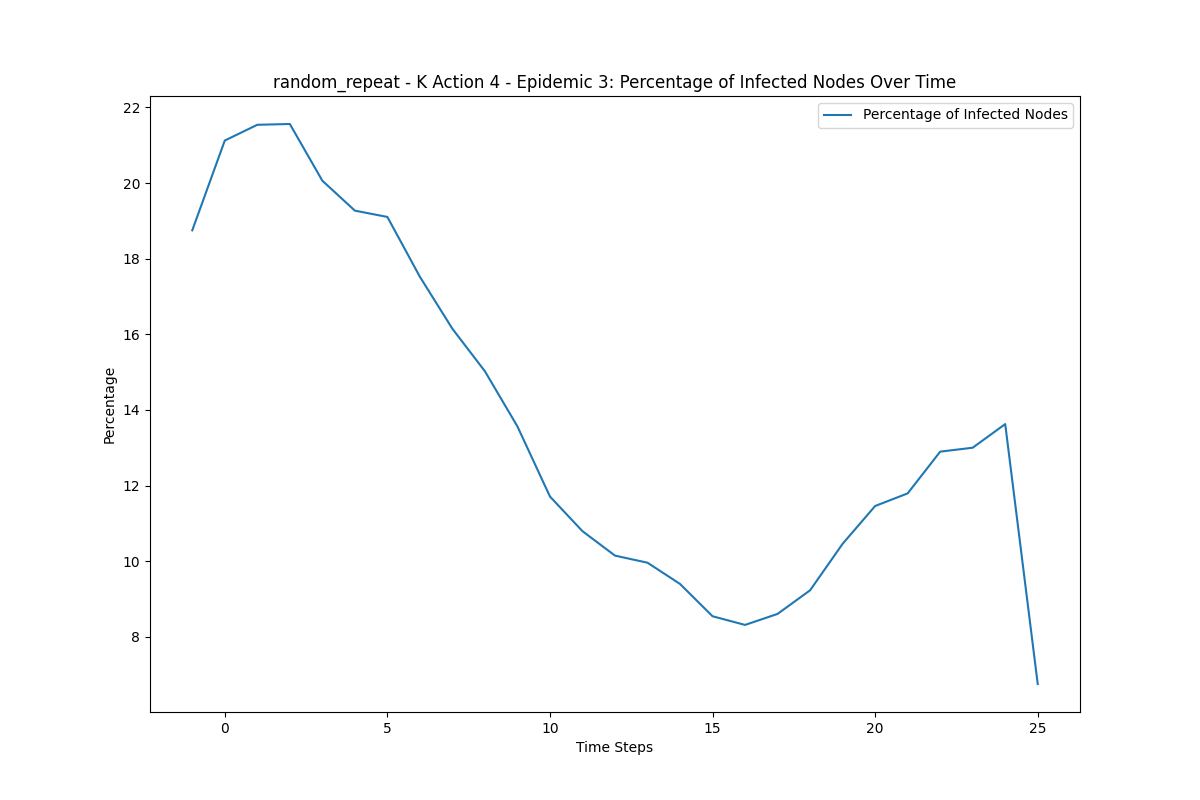 random_repeat - K Action 4 - Epidemic 3: Percentage of Infected Nodes Over Time
Percentage of Infected Nodes
22
20
18
16
14
12
10
8
Percentage
0 5 10 15 20 25
Time Steps